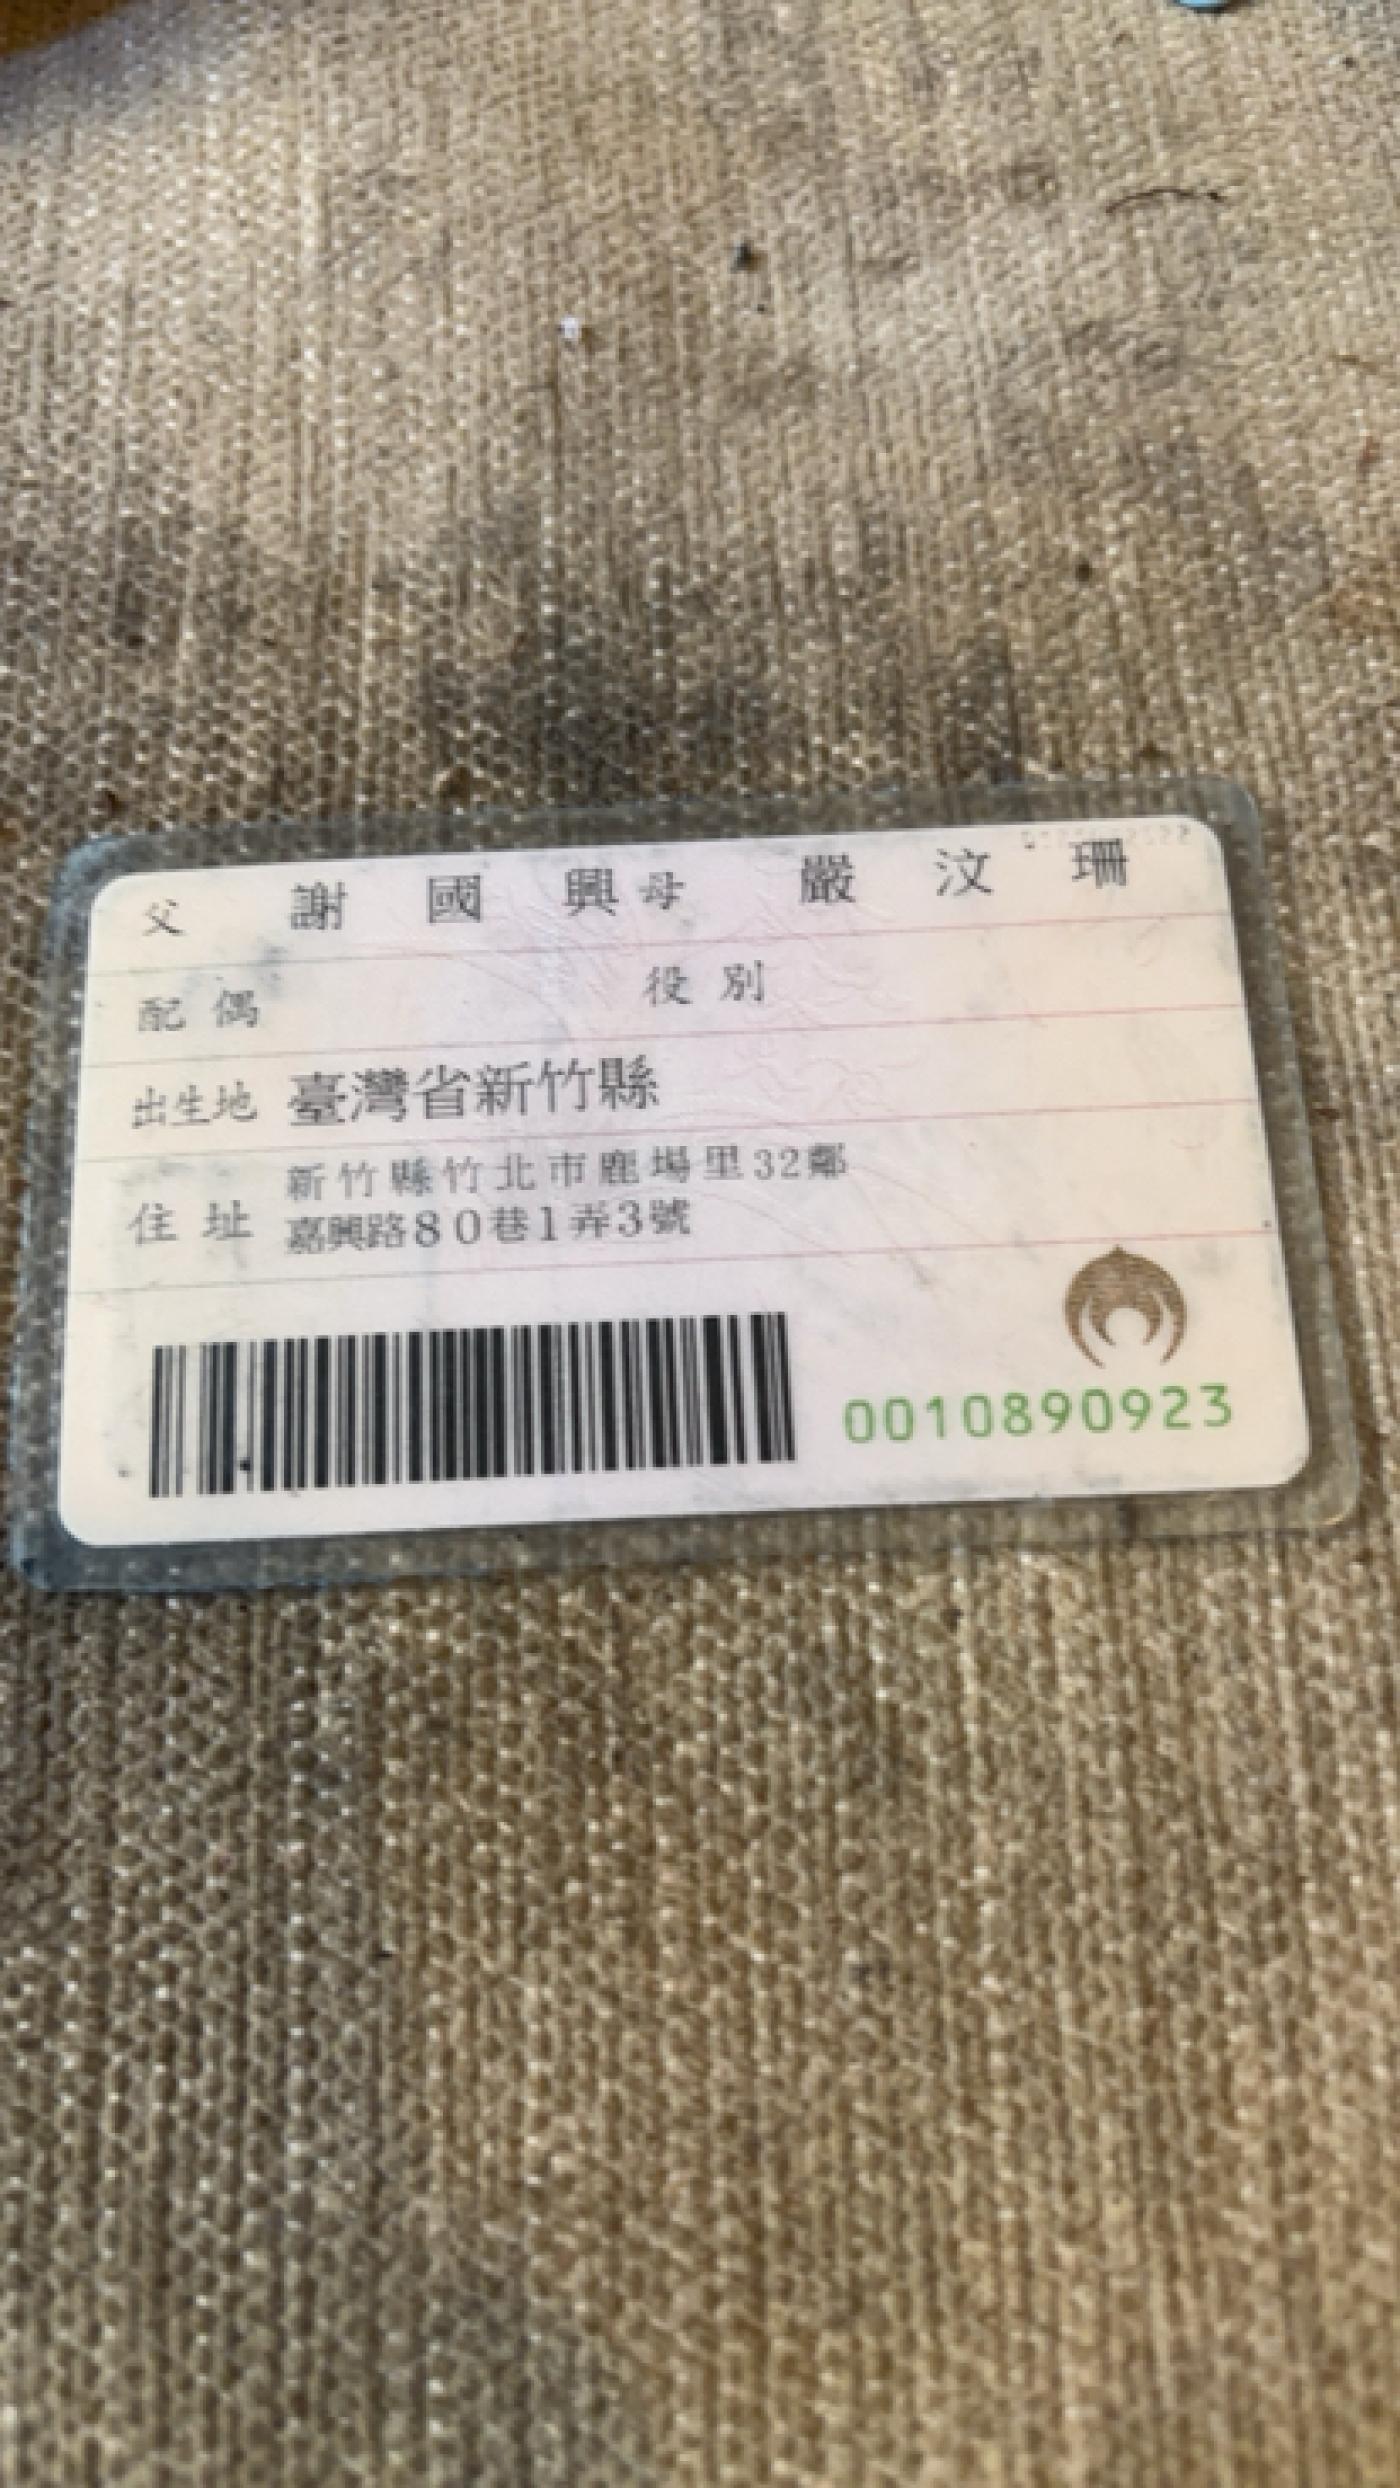 父 謝國興 母 嚴汶珊
配偶 役別
出生地 臺灣省新竹縣
住址 新竹縣竹北市鹿場里32鄰
嘉興路80巷1弄3號
0010890923